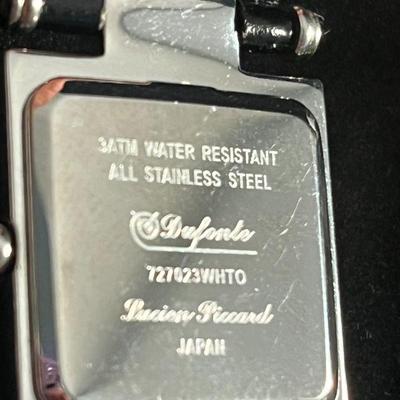 3ATM WATER RESISTANT
ALL STAINLESS STEEL
Dufonte
727023WHTO
Lucien Piccard
JAPAN